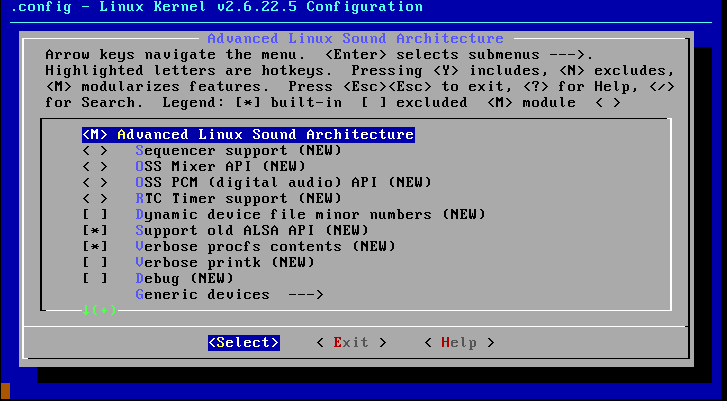 .config - Linux Kernel v2.6.22.5 Configuration
Advanced Linux Sound Architecture
Arrow keys navigate the menu.  <Enter> selects submenus --->.
Highlighted letters are hotkeys.  Pressing <Y> includes, <N> excludes,
<M> modularizes features.  Press <Esc><Esc> to exit, <?> for Help, </>
for Search.  Legend: [*] built-in  [ ] excluded  <M> module  < >
<M> Advanced Linux Sound Architecture
< >   Sequencer support (NEW)
< >   OSS Mixer API (NEW)
< >   OSS PCM (digital audio) API (NEW)
< >   RTC Timer support (NEW)
[ ]   Dynamic device file minor numbers (NEW)
[*]   Support old ALSA API (NEW)
[*]   Verbose procfs contents (NEW)
[ ]   Verbose printk (NEW)
[ ]   Debug (NEW)
Generic devices  --->
↓(+)
<Select>    < Exit >    < Help >